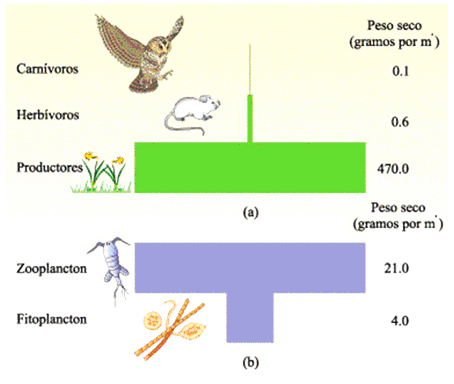 Peso seco
(gramos por m²)
Carnívoros 0.1
Herbívoros 0.6
Productores 470.0
(a)
Peso seco
(gramos por m²)
Zooplancton 21.0
Fitoplancton 4.0
(b)